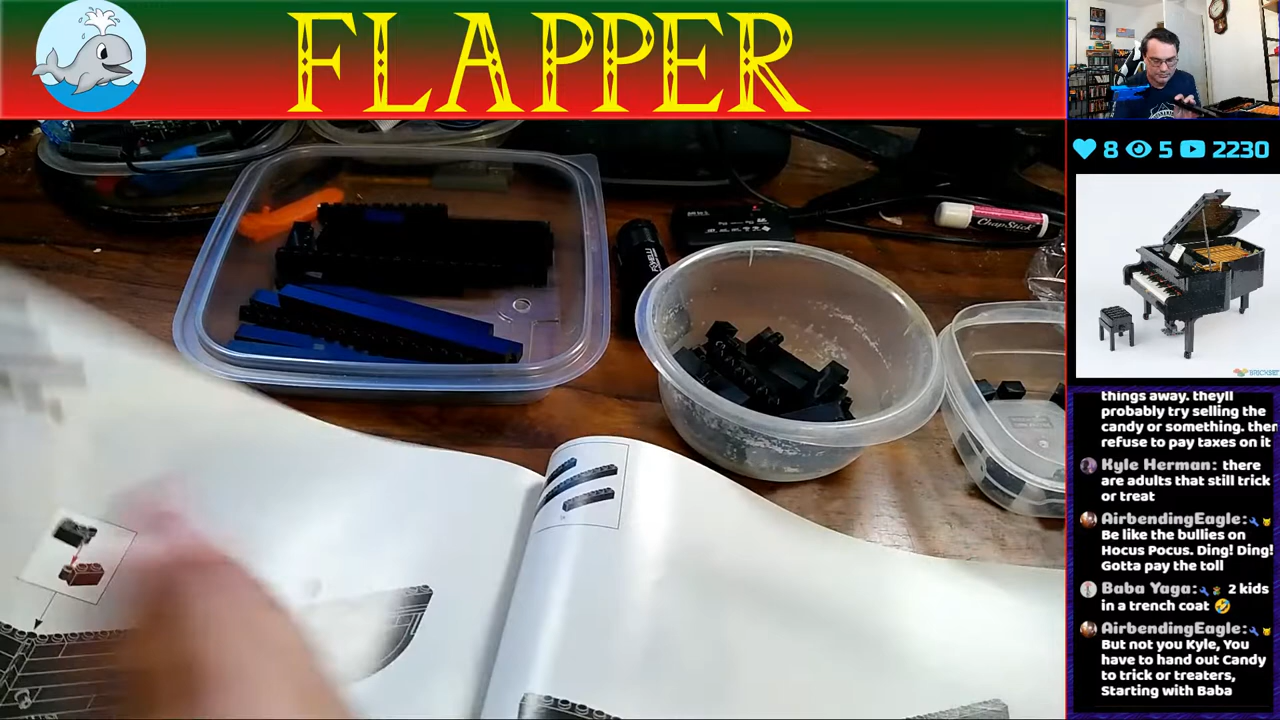 FLAPPER
8 5 2230
ChapStick
BRICKSET
things away. theyll
probably try selling the
candy or something. then
refuse to pay taxes on it
Kyle Herman: there
are adults that still trick
or treat
AirbendingEagle:
Be like the bullies on
Hocus Pocus. Ding! Ding!
Gotta pay the toll
Baba Yaga: 2 kids
in a trench coat 🤣
AirbendingEagle:
But not you Kyle, You
have to hand out Candy
to trick or treaters,
Starting with Baba